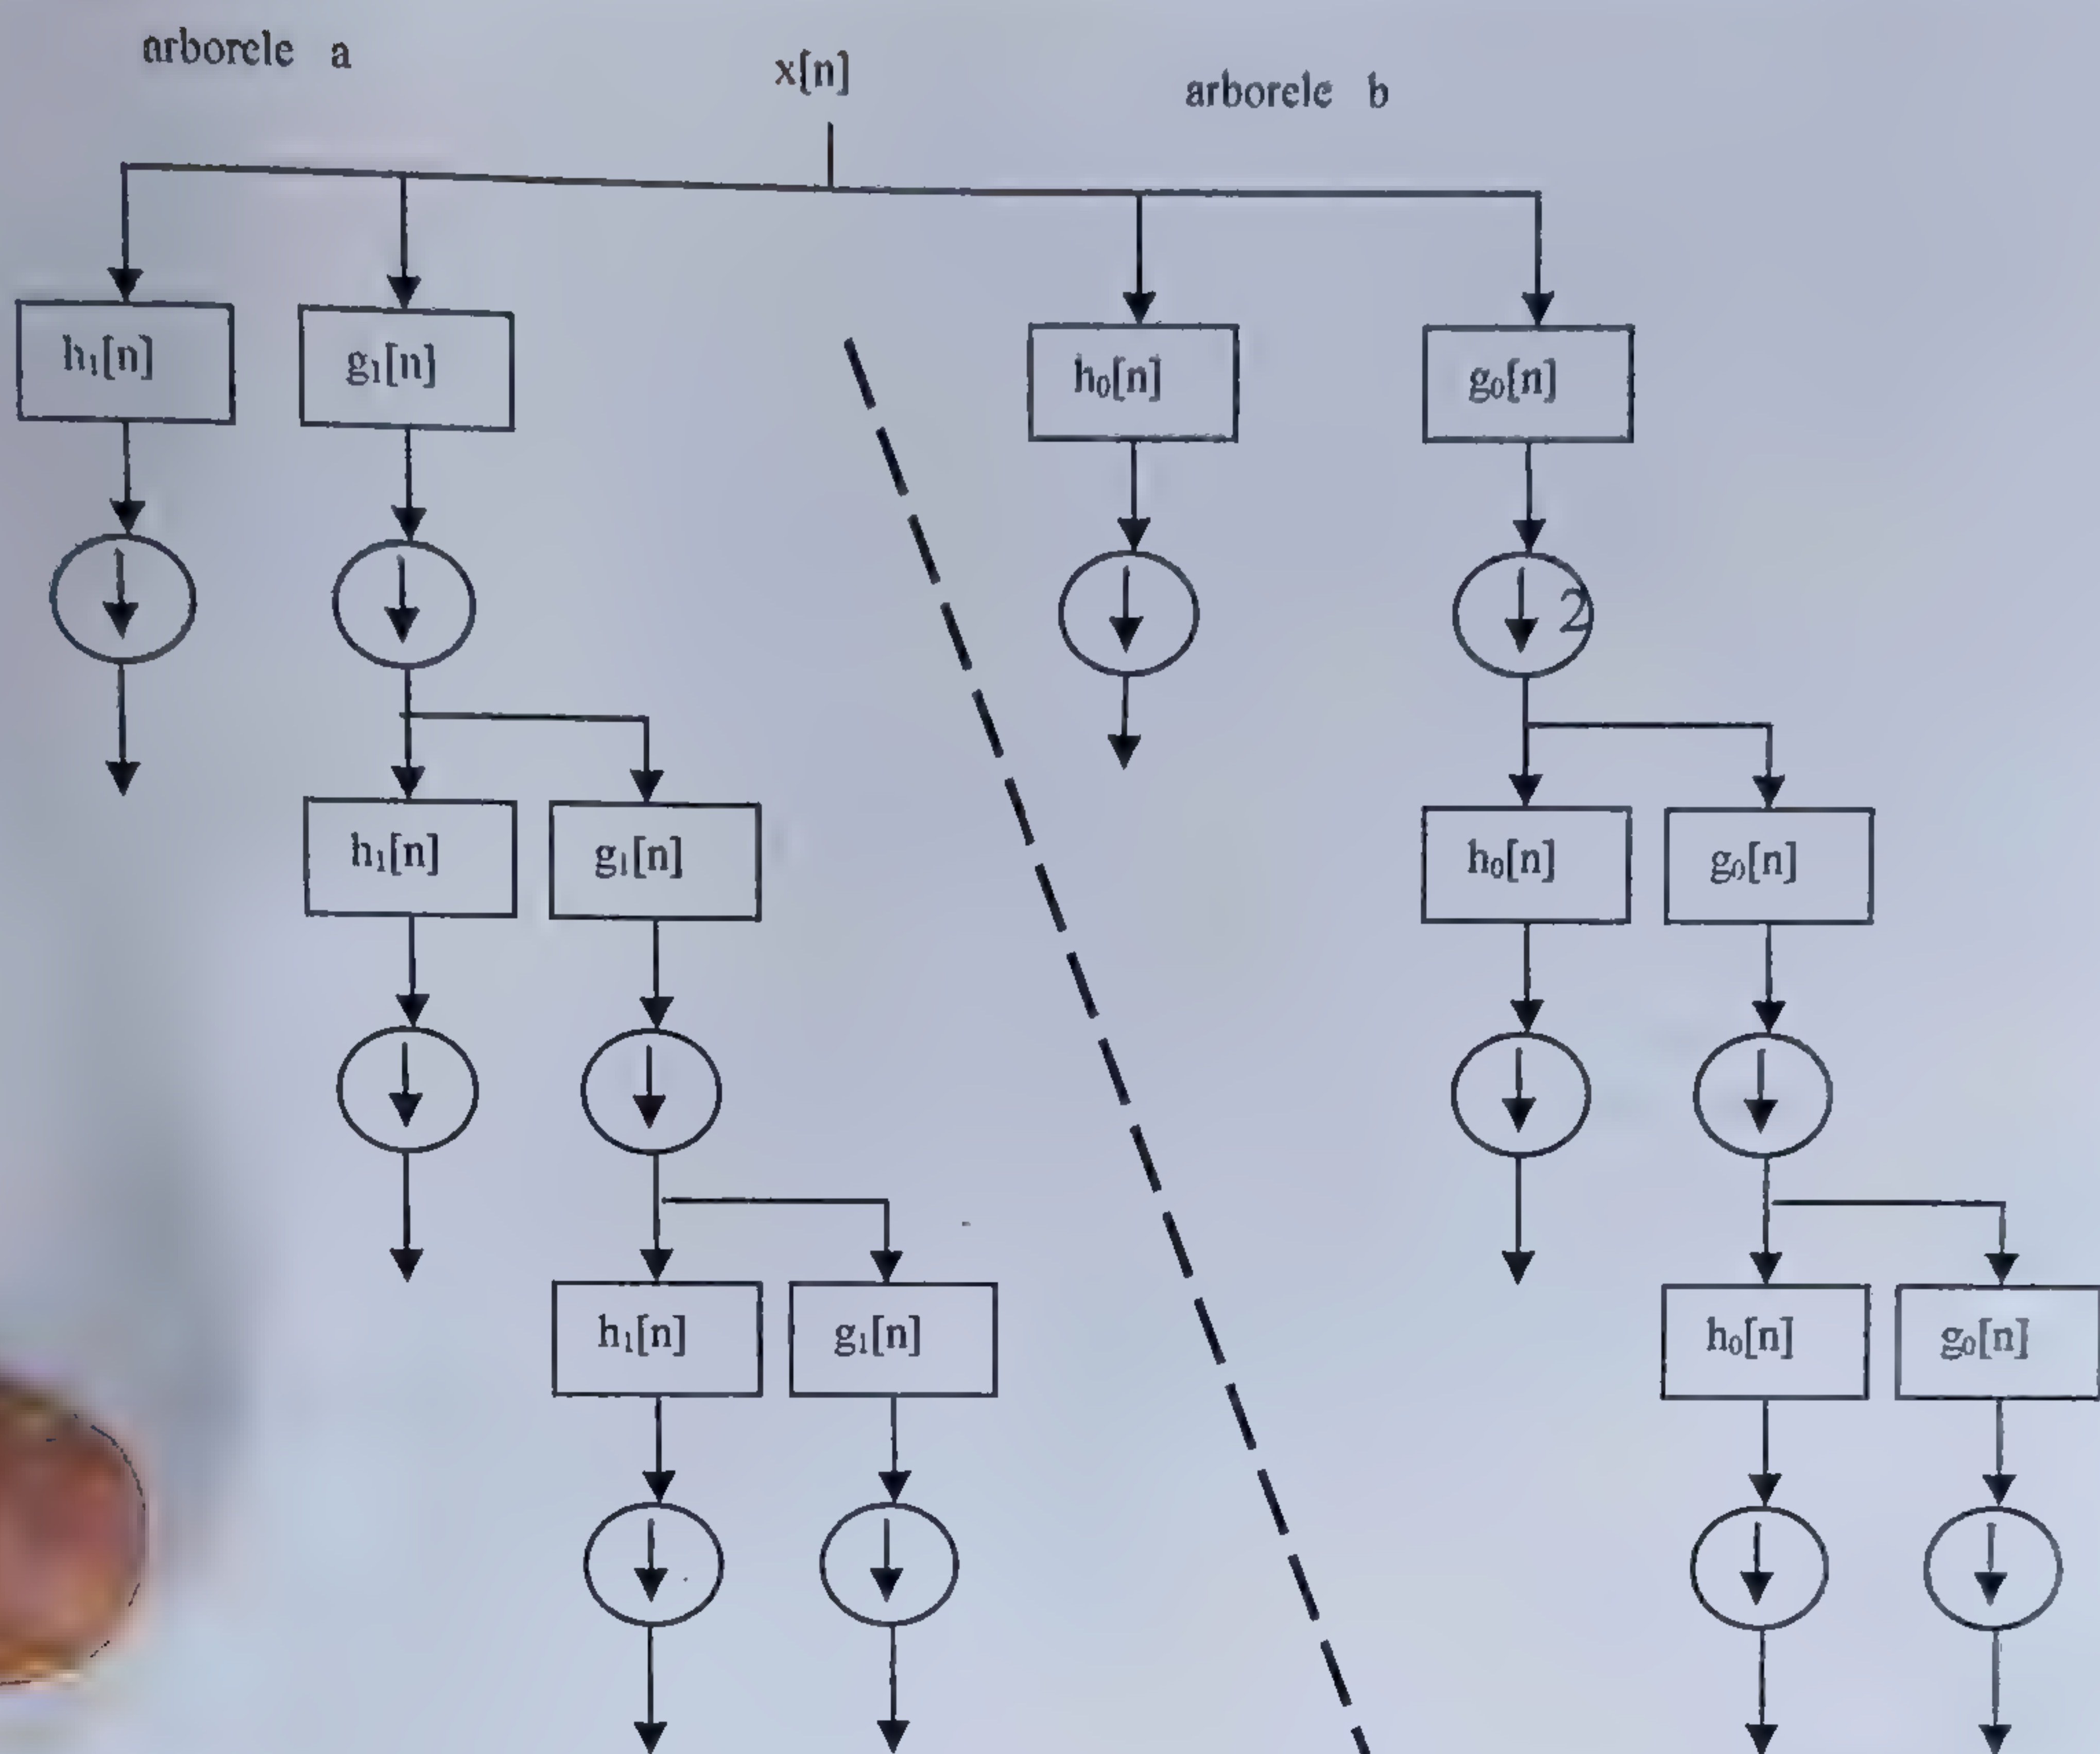 arborele a
x[n]
arborele b
h₁[n] g₁[n] h₀[n] g₀[n]
2
h₁[n] g₁[n] h₀[n] g₀[n]
h₁[n] g₁[n] h₀[n] g₀[n]